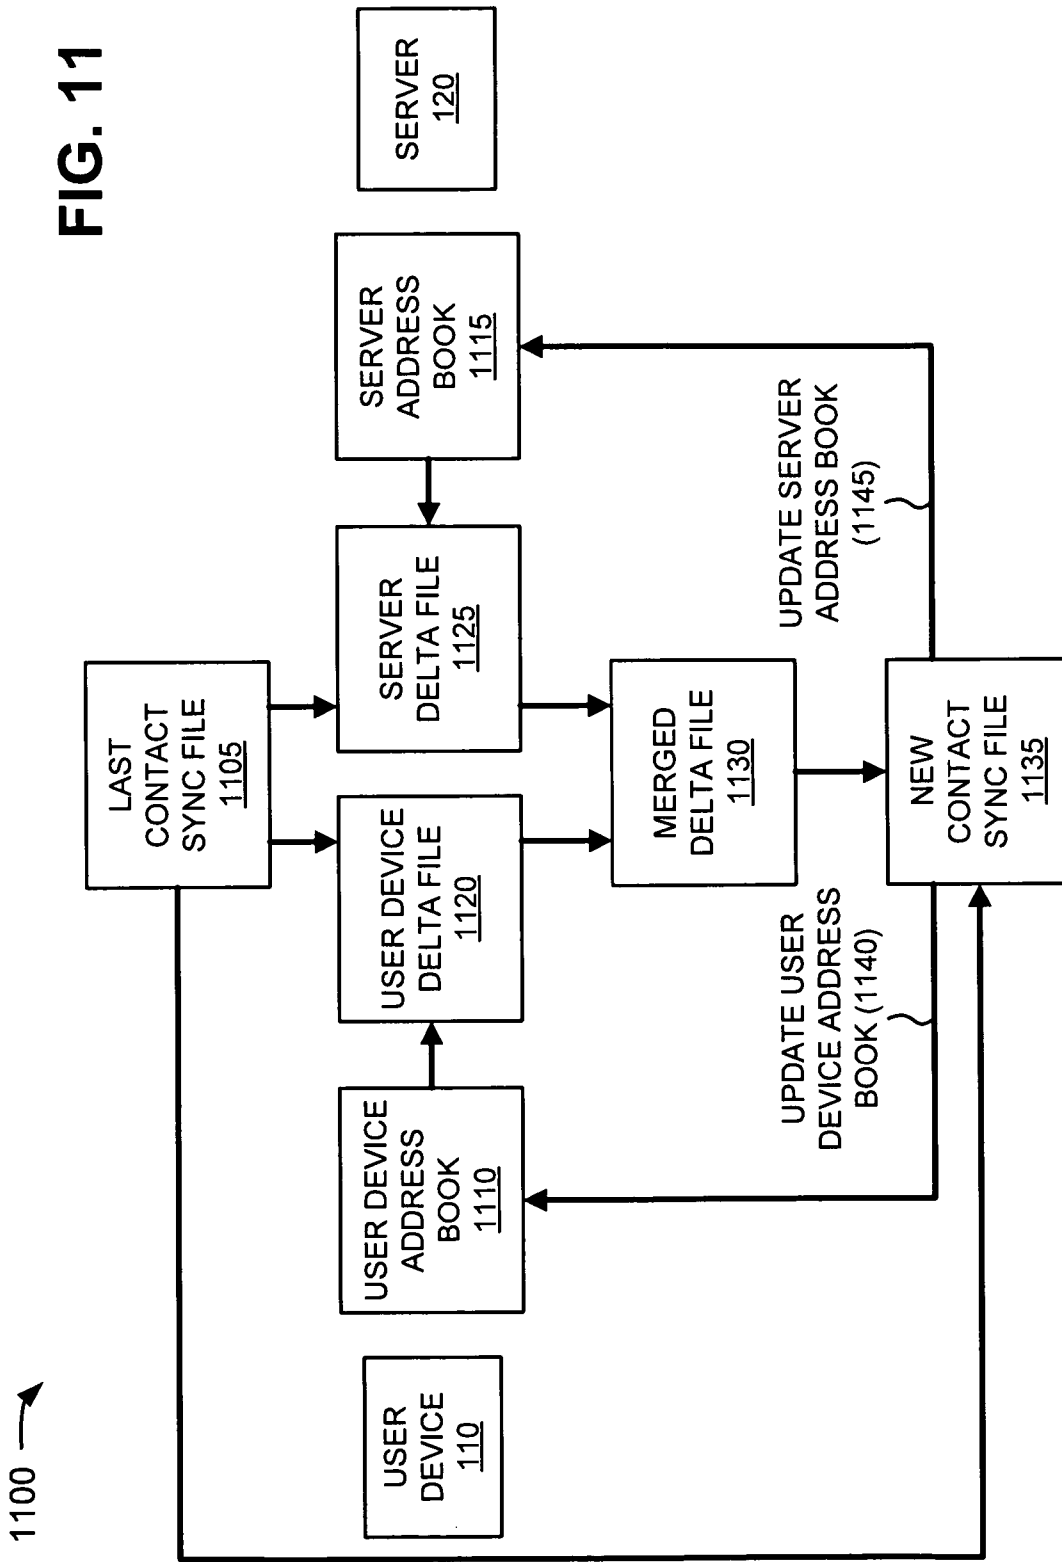 FIG. 11
1100
LAST
CONTACT
SYNC FILE
1105
USER
DEVICE
110
USER DEVICE
ADDRESS
BOOK
1110
USER DEVICE
DELTA FILE
1120
SERVER
DELTA FILE
1125
SERVER
ADDRESS
BOOK
1115
SERVER
120
MERGED
DELTA FILE
1130
UPDATE USER
DEVICE ADDRESS
BOOK (1140)
UPDATE SERVER
ADDRESS BOOK
(1145)
NEW
CONTACT
SYNC FILE
1135